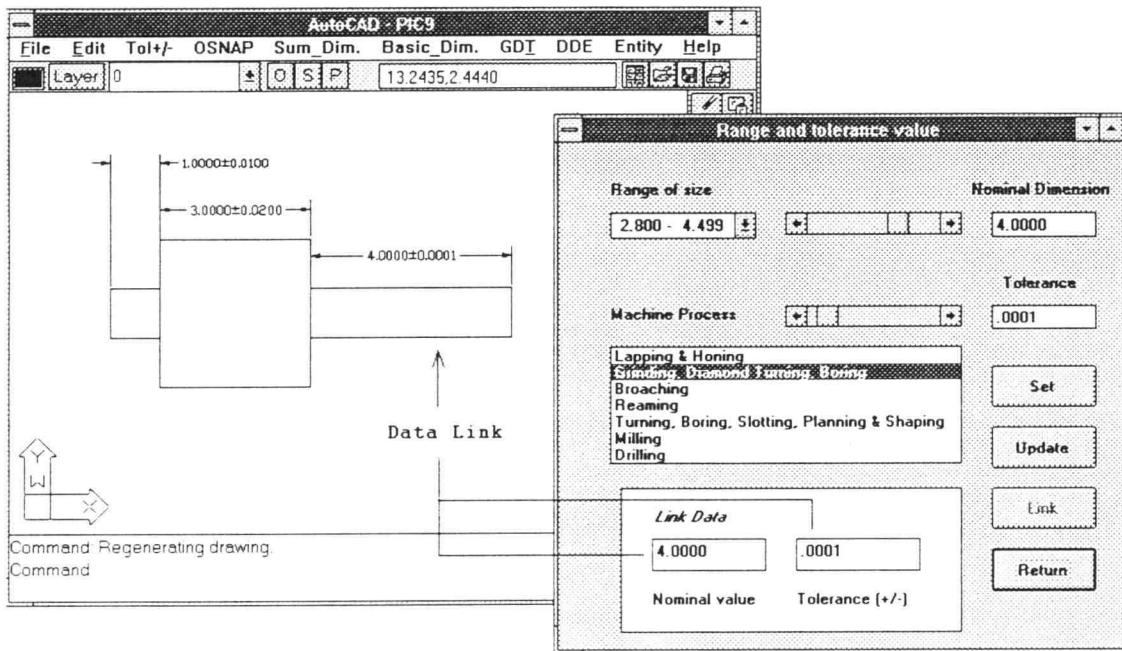 AutoCAD - PIC9
File Edit Tol+/- OSNAP Sum_Dim. Basic_Dim. GDT DDE Entity Help
Layer 0 O S P 13.2435,2.4440
1.0000±0.0100
3.0000±0.0200
4.0000±0.0001
Data Link
Y
W
X
Command: Regenerating drawing.
Command
Range and tolerance value
Range of size
Nominal Dimension
2.800 - 4.499
4.0000
Tolerance
Machine Process
.0001
Lapping & Honing
Grinding, Diamond Turning, Boring
Broaching
Reaming
Turning, Boring, Slotting, Planning & Shaping
Milling
Drilling
Set
Update
Link
Return
Link Data
4.0000 .0001
Nominal value Tolerance (+/-)